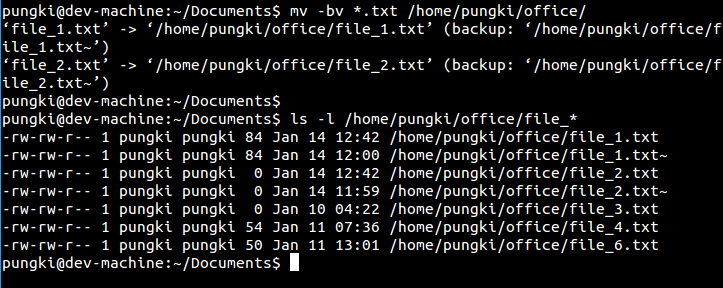 pungki@dev-machine:~/Documents$ mv -bv *.txt /home/pungki/office/
‘file_1.txt’ -> ‘/home/pungki/office/file_1.txt’ (backup: ‘/home/pungki/office/f
ile_1.txt~’)
‘file_2.txt’ -> ‘/home/pungki/office/file_2.txt’ (backup: ‘/home/pungki/office/f
ile_2.txt~’)
pungki@dev-machine:~/Documents$
pungki@dev-machine:~/Documents$ ls -l /home/pungki/office/file_*
-rw-rw-r-- 1 pungki pungki 84 Jan 14 12:42 /home/pungki/office/file_1.txt
-rw-rw-r-- 1 pungki pungki 84 Jan 14 12:00 /home/pungki/office/file_1.txt~
-rw-rw-r-- 1 pungki pungki  0 Jan 14 12:42 /home/pungki/office/file_2.txt
-rw-rw-r-- 1 pungki pungki  0 Jan 14 11:59 /home/pungki/office/file_2.txt~
-rw-rw-r-- 1 pungki pungki  0 Jan 10 04:22 /home/pungki/office/file_3.txt
-rw-rw-r-- 1 pungki pungki 54 Jan 11 07:36 /home/pungki/office/file_4.txt
-rw-rw-r-- 1 pungki pungki 50 Jan 11 13:01 /home/pungki/office/file_6.txt
pungki@dev-machine:~/Documents$